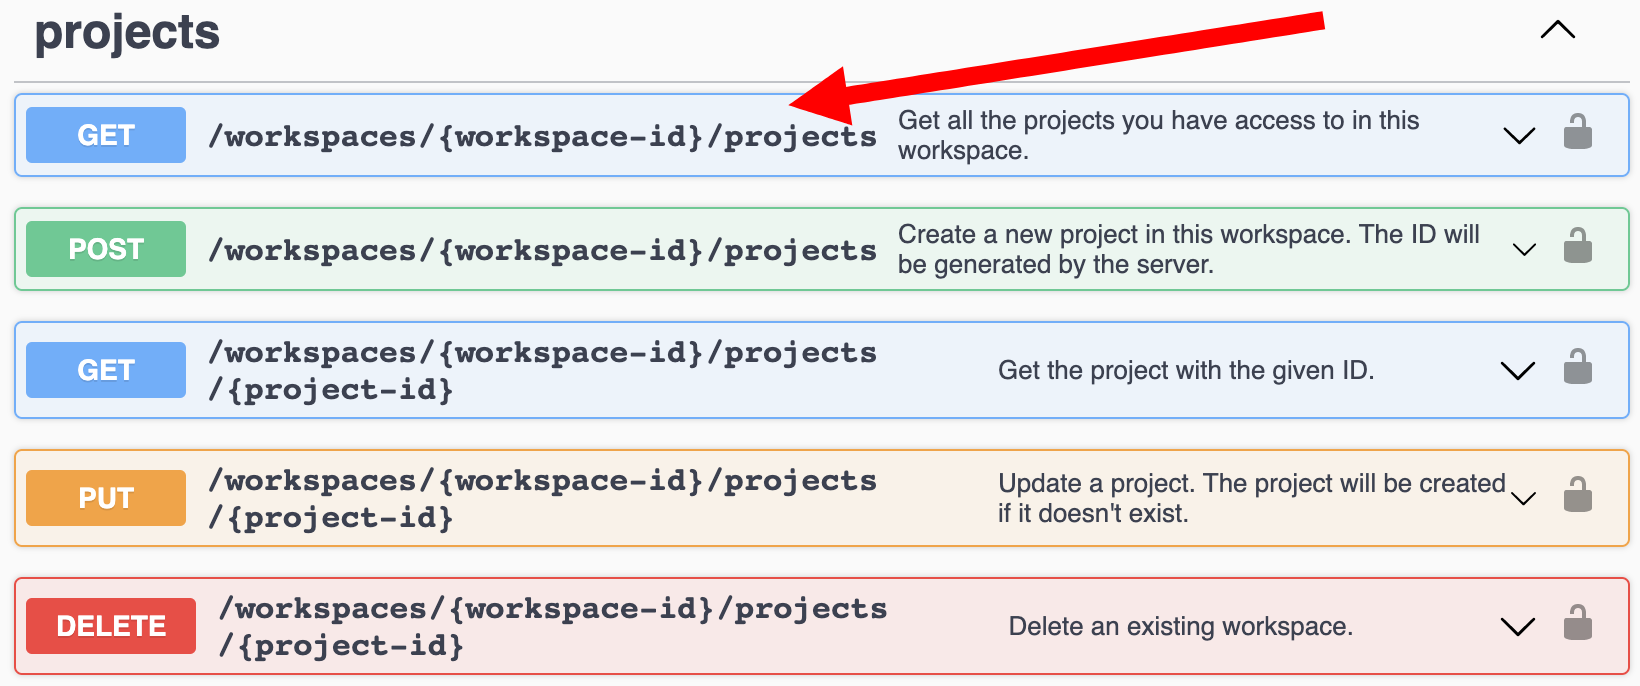 projects
GET /workspaces/{workspace-id}/projects Get all the projects you have access to in this
workspace.
POST /workspaces/{workspace-id}/projects Create a new project in this workspace. The ID will
be generated by the server.
GET /workspaces/{workspace-id}/projects
/{project-id} Get the project with the given ID.
PUT /workspaces/{workspace-id}/projects
/{project-id} Update a project. The project will be created
if it doesn't exist.
DELETE /workspaces/{workspace-id}/projects
/{project-id} Delete an existing workspace.